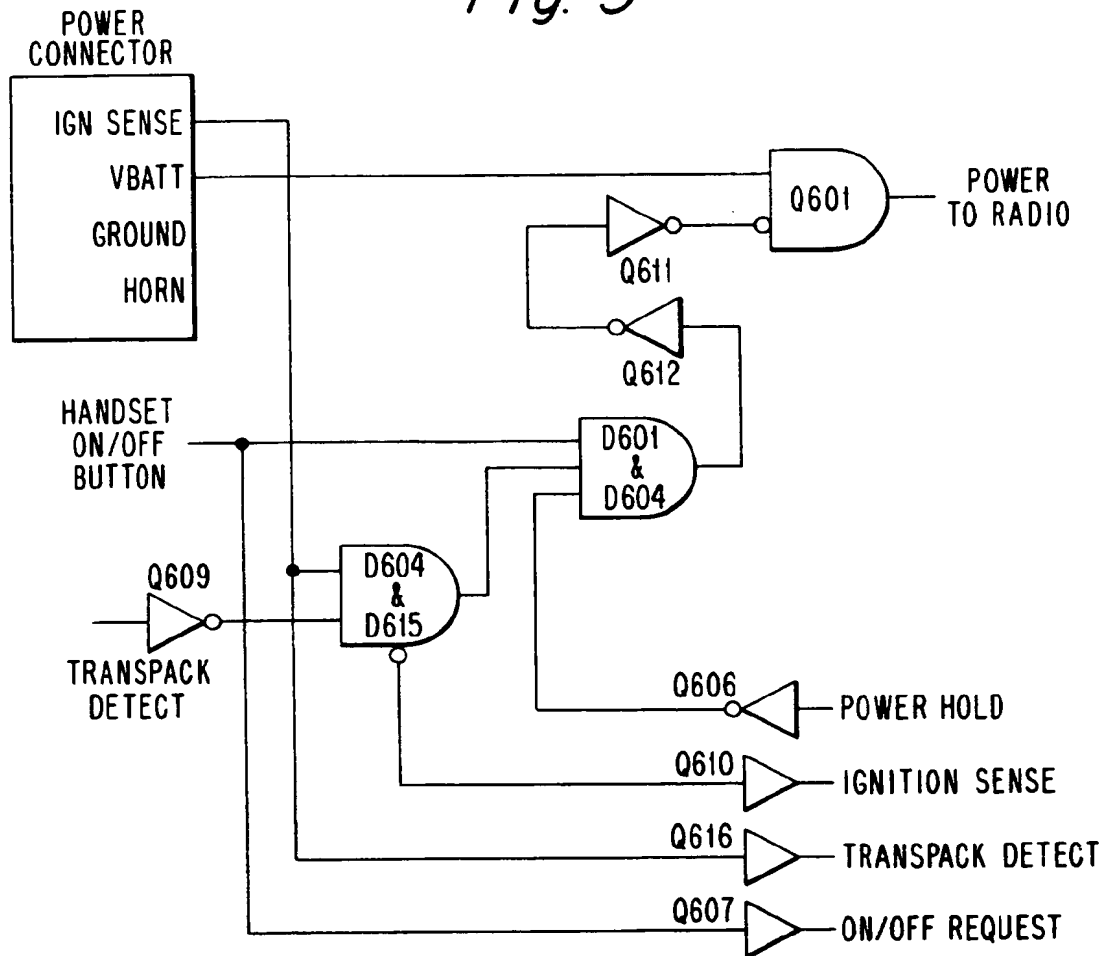 Fig. 5
POWER
CONNECTOR
IGN SENSE
VBATT
GROUND
HORN
Q601
POWER
TO RADIO
Q611
Q612
HANDSET
ON/OFF
BUTTON
D601
&
D604
Q609
D604
&
D615
TRANSPACK
DETECT
Q606
POWER HOLD
Q610
IGNITION SENSE
Q616
TRANSPACK DETECT
Q607
ON/OFF REQUEST